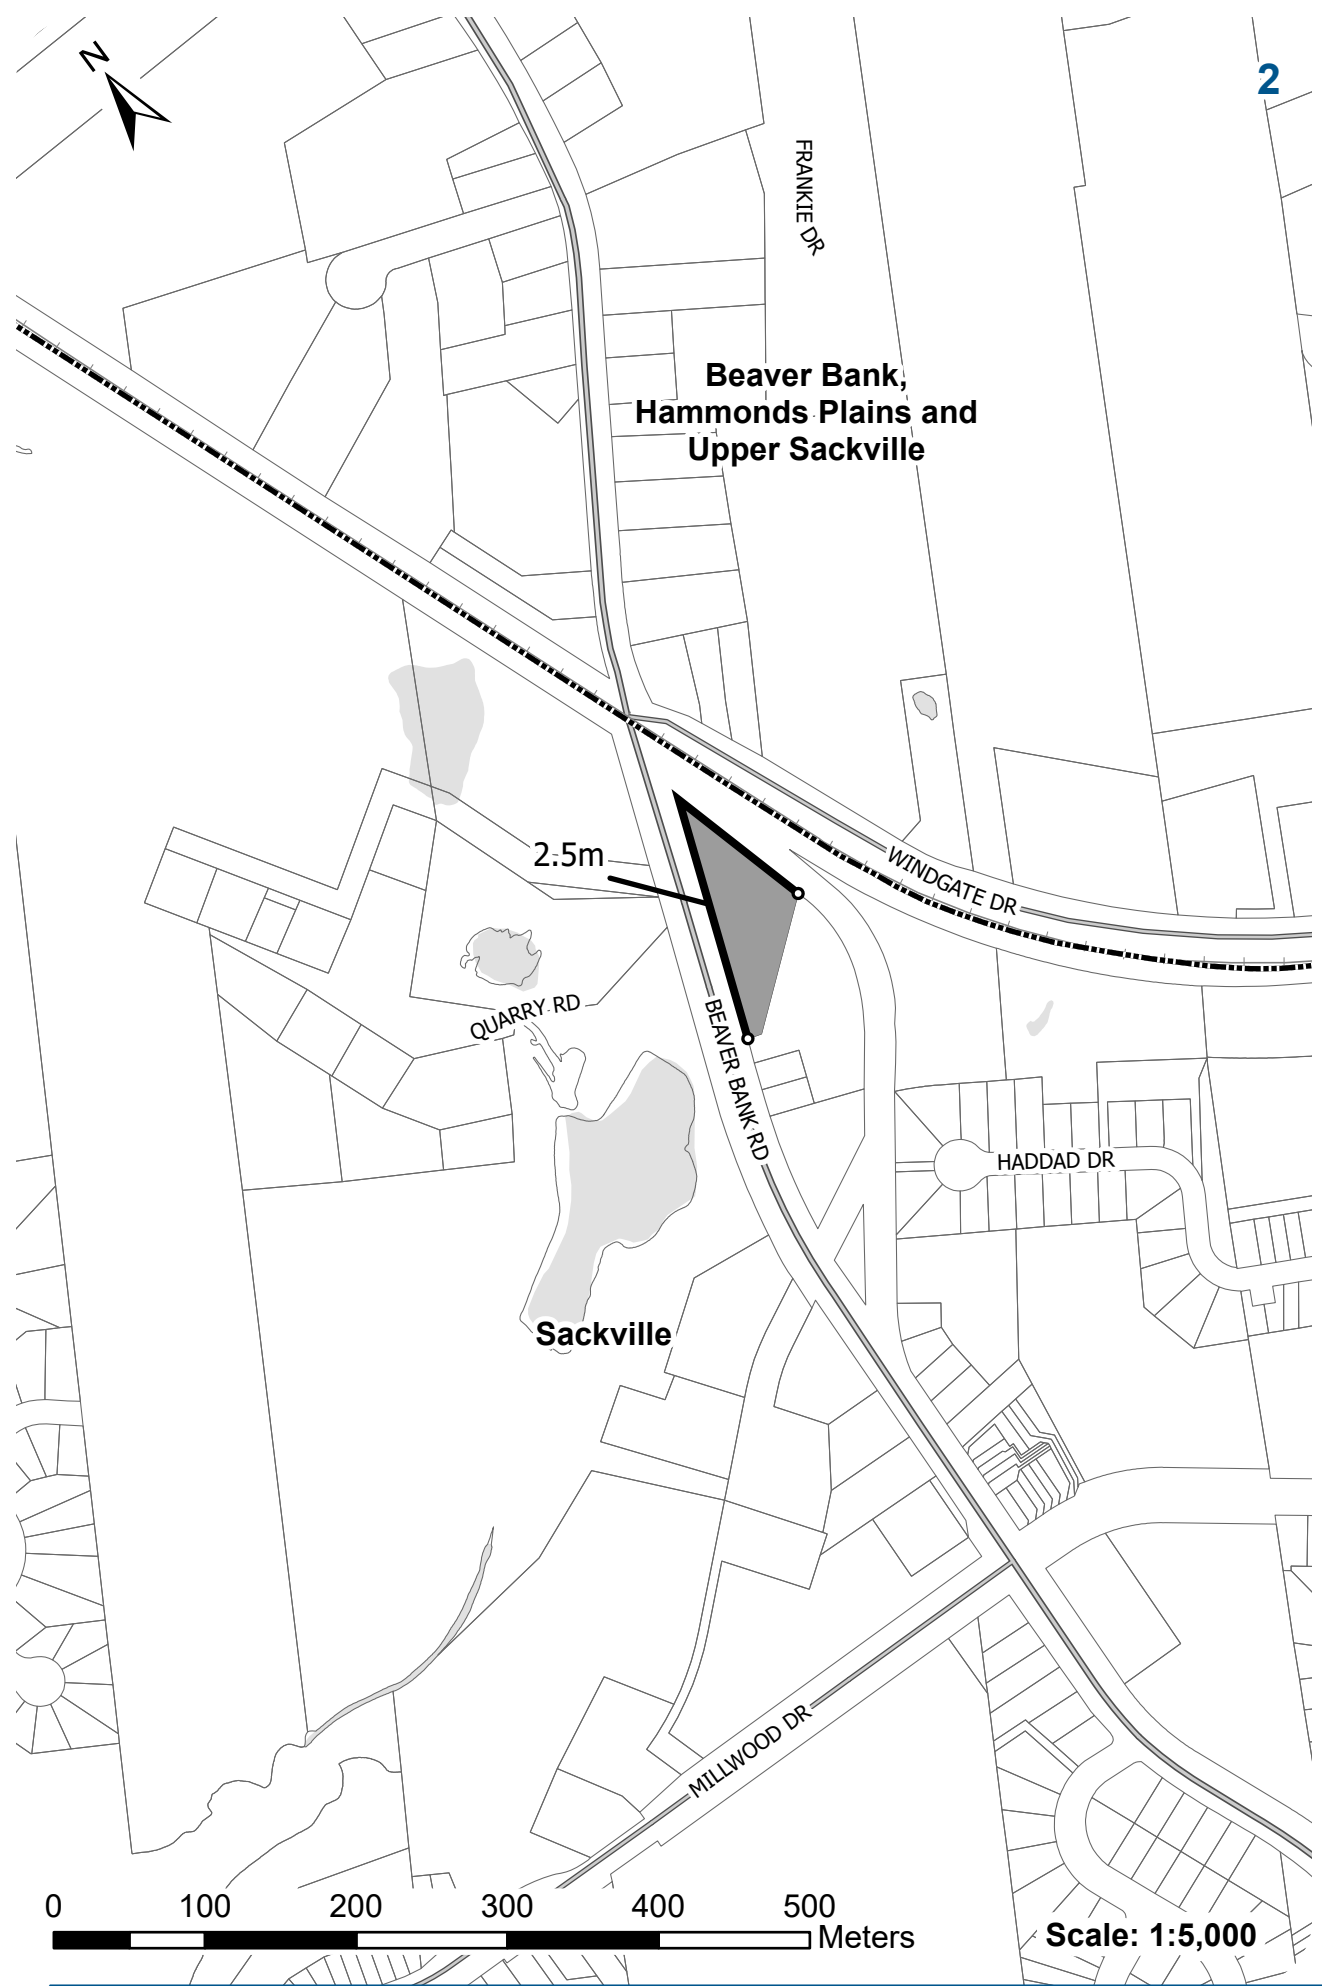 N
2
FRANKIE DR
Beaver Bank,
Hammonds Plains and
Upper Sackville
2.5m
WINDGATE DR
QUARRY RD
BEAVER BANK RD
HADDAD DR
Sackville
MILLWOOD DR
0 100 200 300 400 500
Meters
Scale: 1:5,000